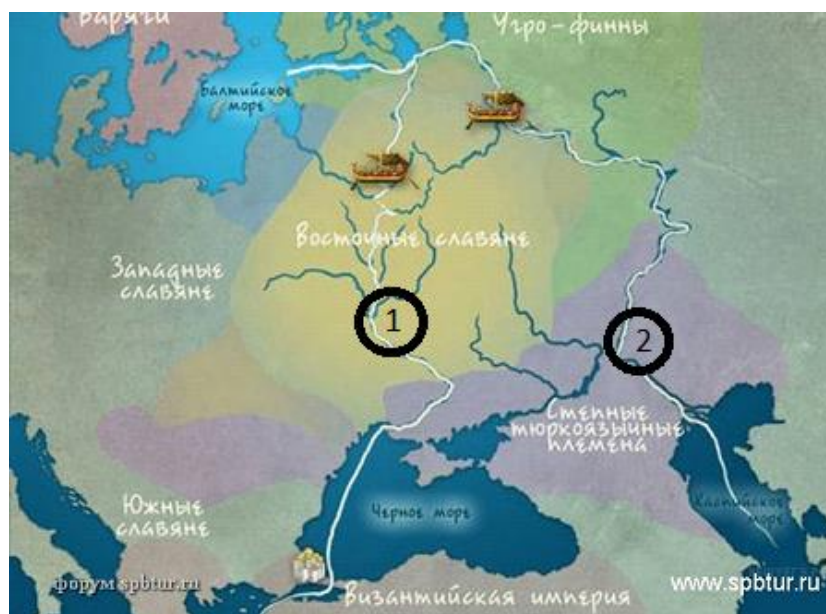 Варяги
Угро-финны
Балтийское
море
Восточные славяне
Западные
славяне
1
2
Степные
тюркоязычные
племена
Южные
славяне
Черное море
Каспийское
море
форум spbtur.ru
www.spbtur.ru
Византийская империя